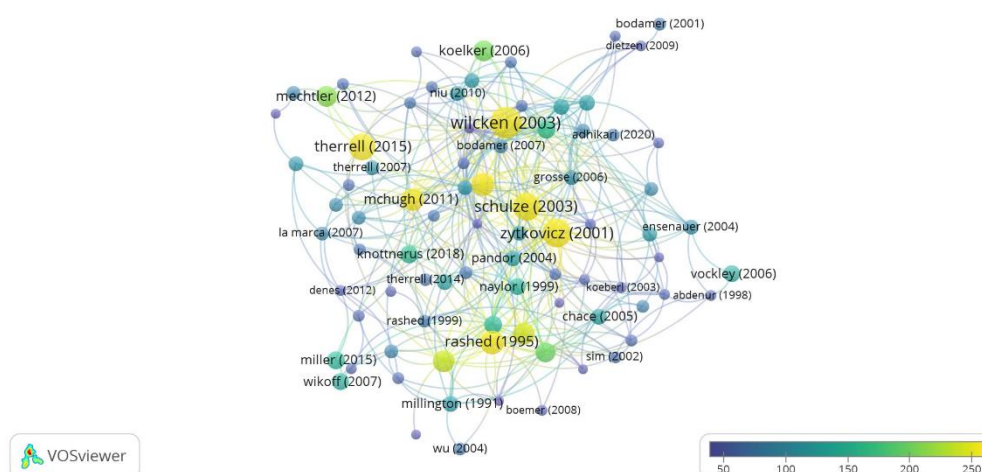 bodamer (2001)
dietzen (2009)
koelker (2006)
niu (2010)
mechtler (2012)
wilcken (2003)
adhikari (2020)
therrell (2015)
bodamer (2007)
therrell (2007)
grosse (2006)
mchugh (2011)
schulze (2003)
ensenauer (2004)
la marca (2007)
zytkovicz (2001)
knottnerus (2018)
pandor (2004)
vockley (2006)
therrell (2014)
naylor (1999)
koeberl (2003)
denes (2012)
abdenur (1998)
chace (2005)
rashed (1999)
rashed (1995)
sim (2002)
miller (2015)
wikoff (2007)
millington (1991)
boemer (2008)
wu (2004)
VOSviewer
50 100 150 200 250